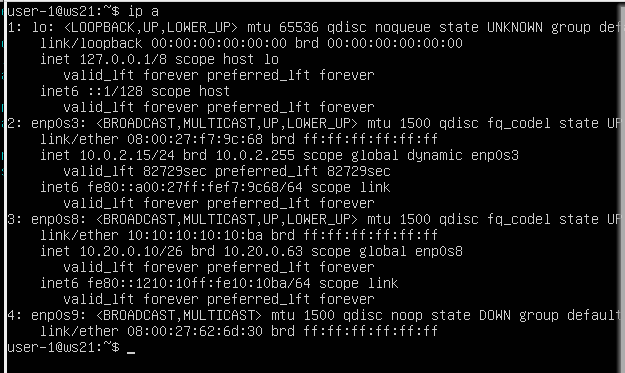 user-1@ws21:~$ ip a
1: lo: <LOOPBACK,UP,LOWER_UP> mtu 65536 qdisc noqueue state UNKNOWN group def
link/loopback 00:00:00:00:00:00 brd 00:00:00:00:00:00
inet 127.0.0.1/8 scope host lo
valid_lft forever preferred_lft forever
inet6 ::1/128 scope host
valid_lft forever preferred_lft forever
2: enp0s3: <BROADCAST,MULTICAST,UP,LOWER_UP> mtu 1500 qdisc fq_codel state UP
link/ether 08:00:27:f7:9c:68 brd ff:ff:ff:ff:ff:ff
inet 10.0.2.15/24 brd 10.0.2.255 scope global dynamic enp0s3
valid_lft 82729sec preferred_lft 82729sec
inet6 fe80::a00:27ff:fef7:9c68/64 scope link
valid_lft forever preferred_lft forever
3: enp0s8: <BROADCAST,MULTICAST,UP,LOWER_UP> mtu 1500 qdisc fq_codel state UP
link/ether 10:10:10:10:10:ba brd ff:ff:ff:ff:ff:ff
inet 10.20.0.10/26 brd 10.20.0.63 scope global enp0s8
valid_lft forever preferred_lft forever
inet6 fe80::1210:10ff:fe10:10ba/64 scope link
valid_lft forever preferred_lft forever
4: enp0s9: <BROADCAST,MULTICAST> mtu 1500 qdisc noop state DOWN group default
link/ether 08:00:27:62:6d:30 brd ff:ff:ff:ff:ff:ff
user-1@ws21:~$ _